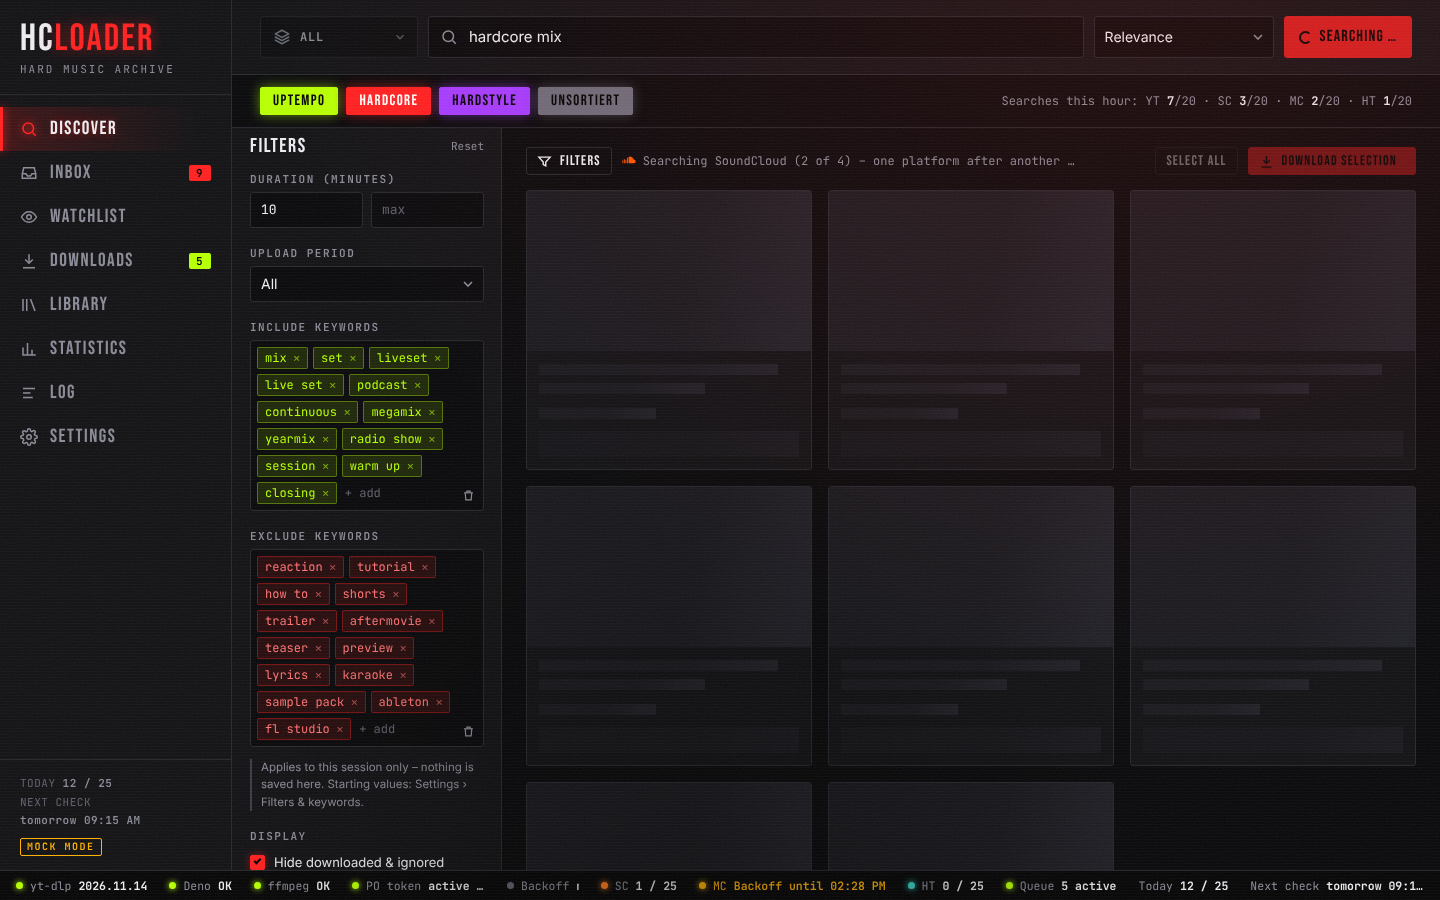 HCLOADER
HARD MUSIC ARCHIVE
DISCOVER
INBOX 9
WATCHLIST
DOWNLOADS 5
LIBRARY
STATISTICS
LOG
SETTINGS
TODAY 12 / 25
NEXT CHECK
tomorrow 09:15 AM
MOCK MODE
ALL
hardcore mix
Relevance
SEARCHING …
UPTEMPO HARDCORE HARDSTYLE UNSORTIERT
Searches this hour: YT 7/20 · SC 3/20 · MC 2/20 · HT 1/20
FILTERS Reset
DURATION (MINUTES)
10 max
UPLOAD PERIOD
All
INCLUDE KEYWORDS
mix × set × liveset ×
live set × podcast ×
continuous × megamix ×
yearmix × radio show ×
session × warm up ×
closing × + add
EXCLUDE KEYWORDS
reaction × tutorial ×
how to × shorts ×
trailer × aftermovie ×
teaser × preview ×
lyrics × karaoke ×
sample pack × ableton ×
fl studio × + add
Applies to this session only – nothing is
saved here. Starting values: Settings ›
Filters & keywords.
DISPLAY
Hide downloaded & ignored
FILTERS
Searching SoundCloud (2 of 4) – one platform after another …
SELECT ALL
DOWNLOAD SELECTION
yt-dlp 2026.11.14 Deno OK ffmpeg OK PO token active … Backoff SC 1 / 25 MC Backoff until 02:28 PM HT 0 / 25 Queue 5 active Today 12 / 25 Next check tomorrow 09:1…